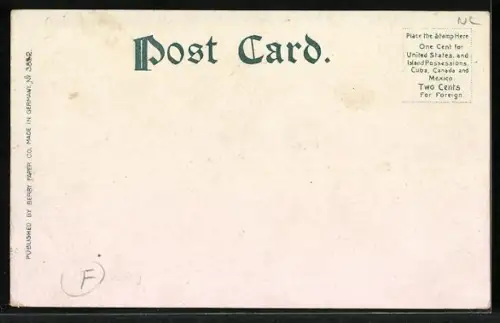 NC
Post Card.
Place the Stamp Here
One Cent for
United States, and
Island Possessions,
Cuba, Canada and
Mexico
Two Cents
For Foreign.
PUBLISHED BY BERBY PAPER CO. MADE IN GERMANY. Nº
F